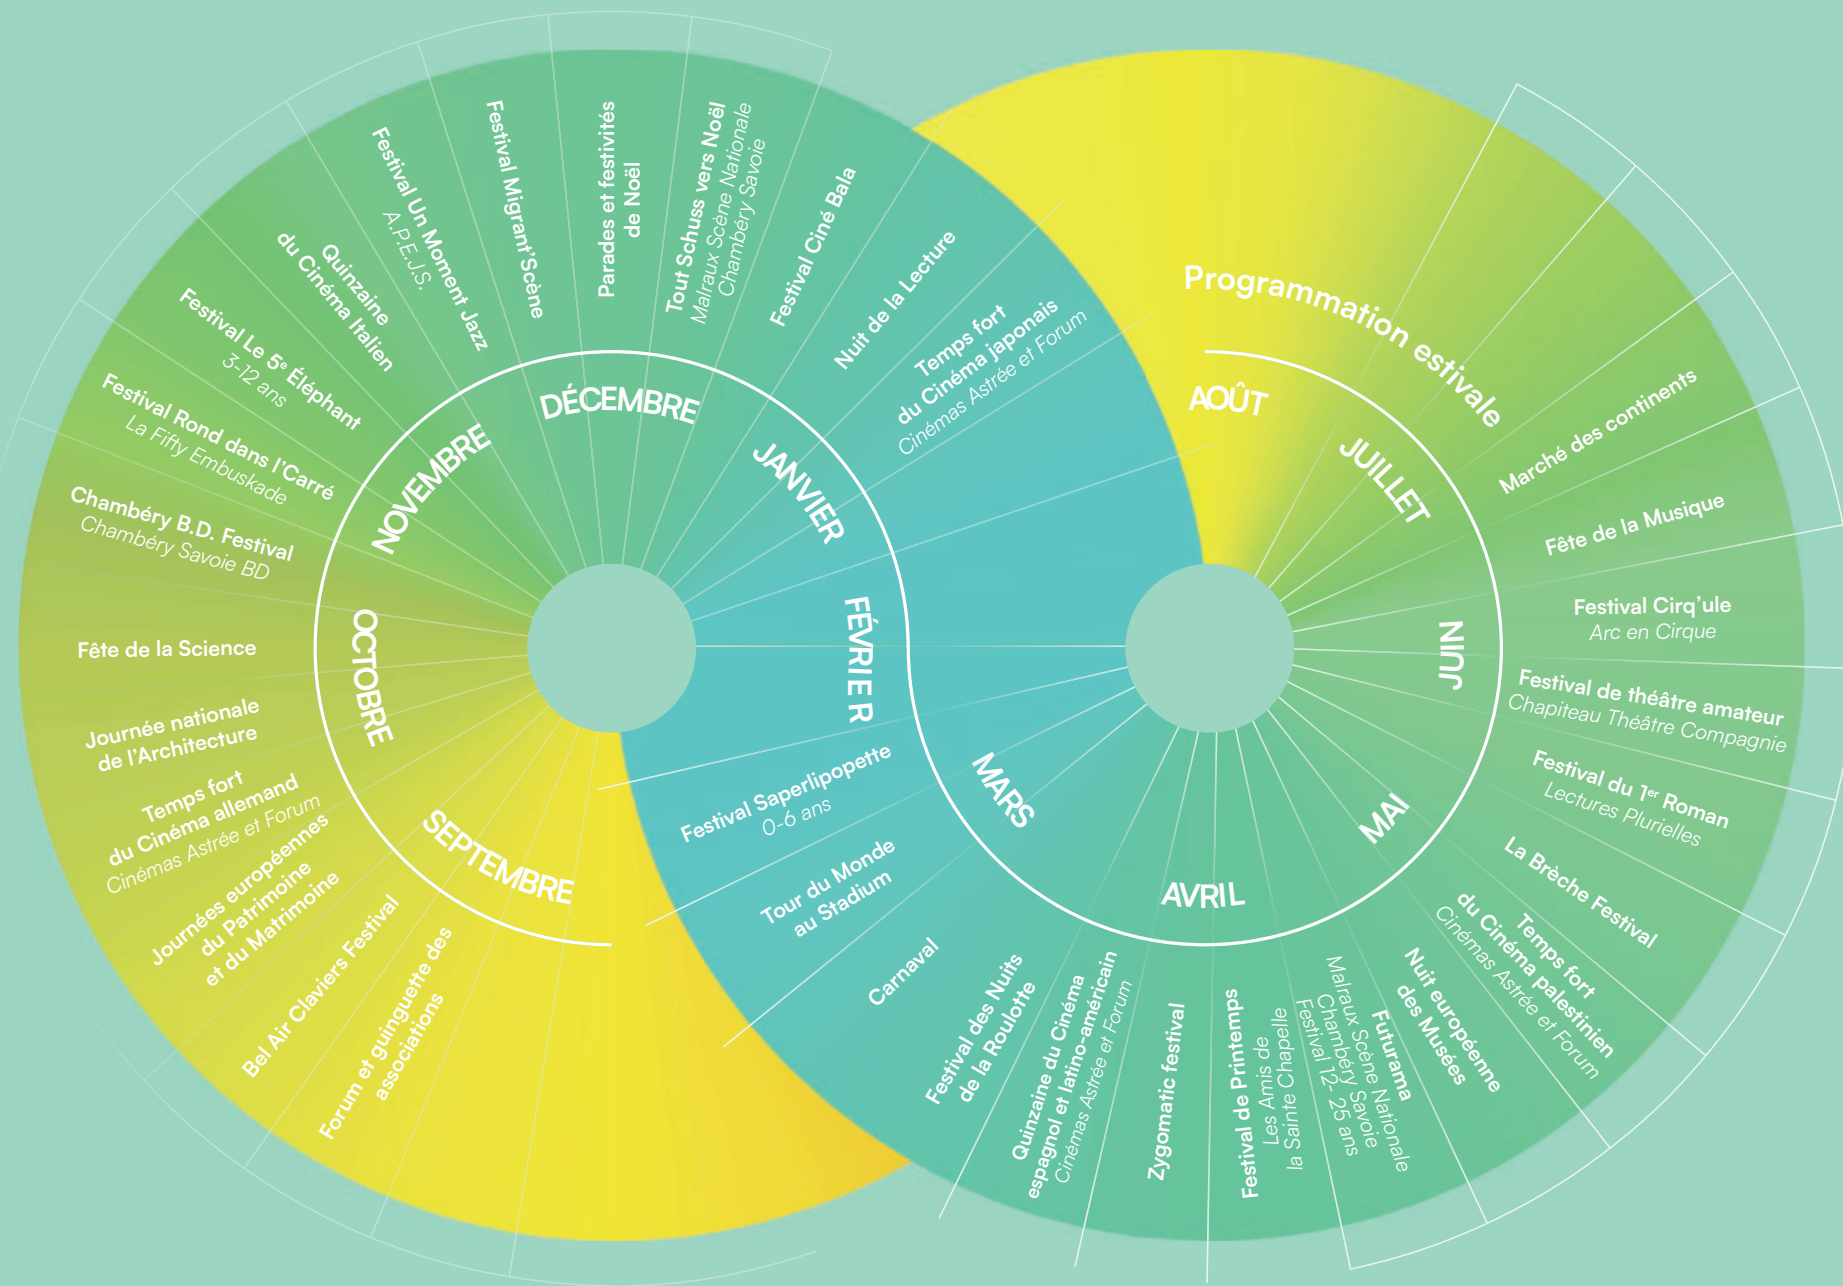 SEPTEMBRE
Forum et guinguette des
associations
Bel Air Claviers Festival
Journées européennes
du Patrimoine
et du Matrimoine
Temps fort
du Cinéma allemand
Cinémas Astrée et Forum
OCTOBRE
Journée nationale
de l'Architecture
Fête de la Science
Chambéry B.D. Festival
Chambéry Savoie BD
Festival Rond dans l'Carré
La Fifty Embuskade
NOVEMBRE
Festival Le 5e Éléphant
3-12 ans
Quinzaine
du Cinéma Italien
Festival Un Moment Jazz
A.P.E.J.S.
Festival Migrant'Scène
DÉCEMBRE
Parades et festivités
de Noël
Tout Schuss vers Noël
Malraux Scène Nationale
Chambéry Savoie
JANVIER
Festival Ciné Bala
Nuit de la Lecture
Temps fort
du Cinéma japonais
Cinémas Astrée et Forum
FÉVRIER
MARS
Festival Saperlipopette
0-6 ans
Tour du Monde
au Stadium
Carnaval
Festival des Nuits
de la Roulotte
Quinzaine du Cinéma
espagnol et latino-américain
Cinémas Astrée et Forum
AVRIL
Zygomatic festival
Festival de Printemps
Les Amis de
la Sainte Chapelle
Futurama
Malraux Scène Nationale
Chambéry Savoie
Festival 12- 25 ans
MAI
Nuit européenne
des Musées
Temps fort
du Cinéma palestinien
Cinémas Astrée et Forum
La Brèche Festival
Festival du 1er Roman
Lectures Plurielles
JUIN
Festival de théâtre amateur
Chapiteau Théâtre Compagnie
Festival Cirq'ule
Arc en Cirque
Fête de la Musique
Marché des continents
JUILLET
AOÛT
Programmation estivale